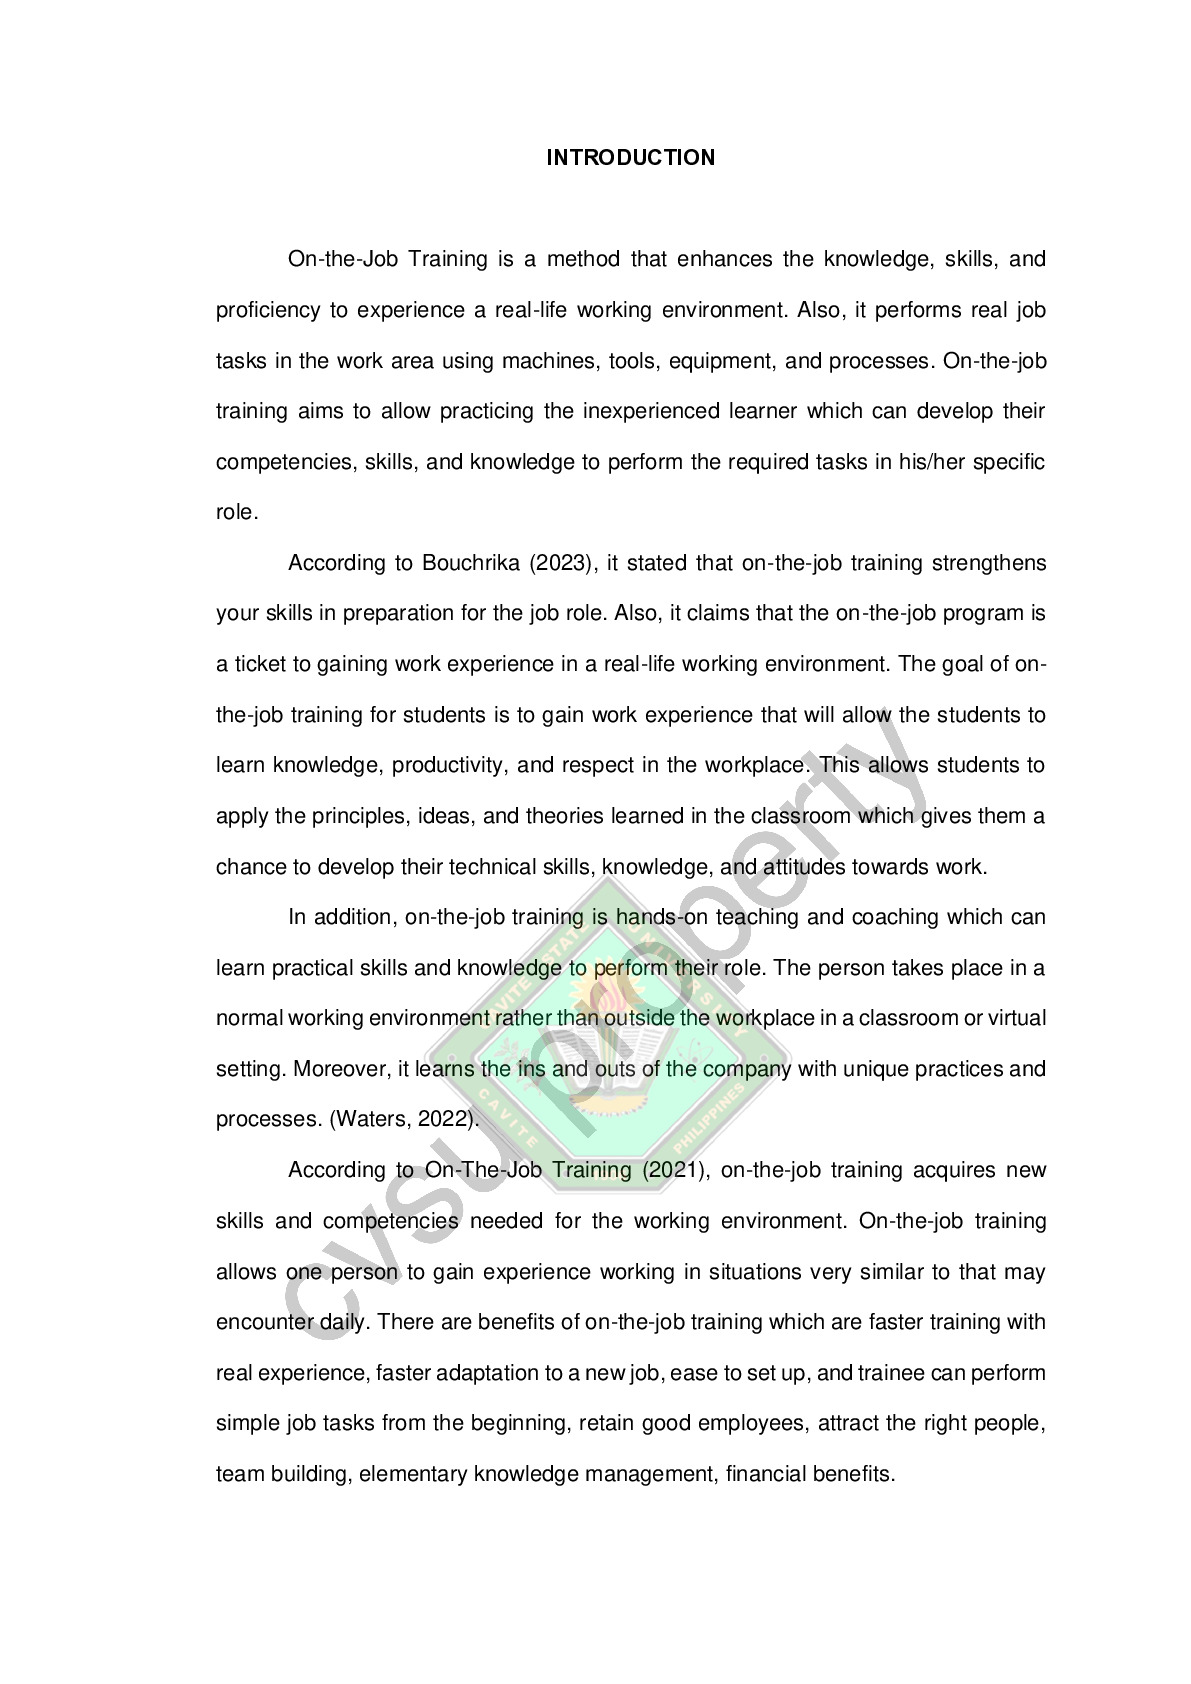 INTRODUCTION
On-the-Job Training is a method that enhances the knowledge, skills, and
proficiency to experience a real-life working environment. Also, it performs real job
tasks in the work area using machines, tools, equipment, and processes. On-the-job
training aims to allow practicing the inexperienced learner which can develop their
competencies, skills, and knowledge to perform the required tasks in his/her specific
role.
According to Bouchrika (2023), it stated that on-the-job training strengthens
your skills in preparation for the job role. Also, it claims that the on-the-job program is
a ticket to gaining work experience in a real-life working environment. The goal of on-
the-job training for students is to gain work experience that will allow the students to
learn knowledge, productivity, and respect in the workplace. This allows students to
apply the principles, ideas, and theories learned in the classroom which gives them a
chance to develop their technical skills, knowledge, and attitudes towards work.
In addition, on-the-job training is hands-on teaching and coaching which can
learn practical skills and knowledge to perform their role. The person takes place in a
normal working environment rather than outside the workplace in a classroom or virtual
setting. Moreover, it learns the ins and outs of the company with unique practices and
processes. (Waters, 2022).
According to On-The-Job Training (2021), on-the-job training acquires new
skills and competencies needed for the working environment. On-the-job training
allows one person to gain experience working in situations very similar to that may
encounter daily. There are benefits of on-the-job training which are faster training with
real experience, faster adaptation to a new job, ease to set up, and trainee can perform
simple job tasks from the beginning, retain good employees, attract the right people,
team building, elementary knowledge management, financial benefits.
cvsu property
CAVITE STATE UNIVERSITY
CAVITE
PHILIPPINES